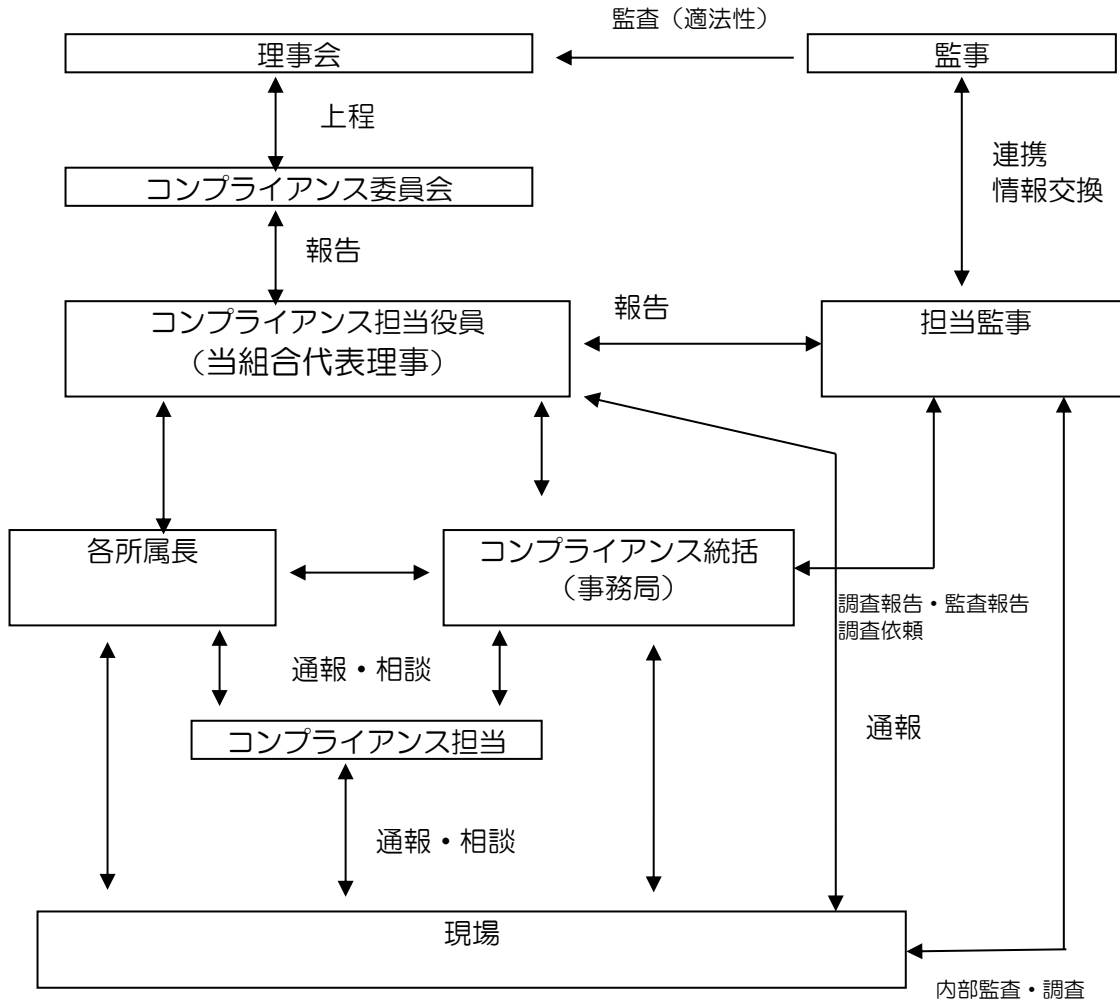 監査（適法性）
理事会
監事
上程
連携
情報交換
コンプライアンス委員会
報告
コンプライアンス担当役員
（当組合代表理事）
報告
担当監事
各所属長
コンプライアンス統括
（事務局）
調査報告・監査報告
調査依頼
通報・相談
通報
コンプライアンス担当
通報・相談
現場
内部監査・調査